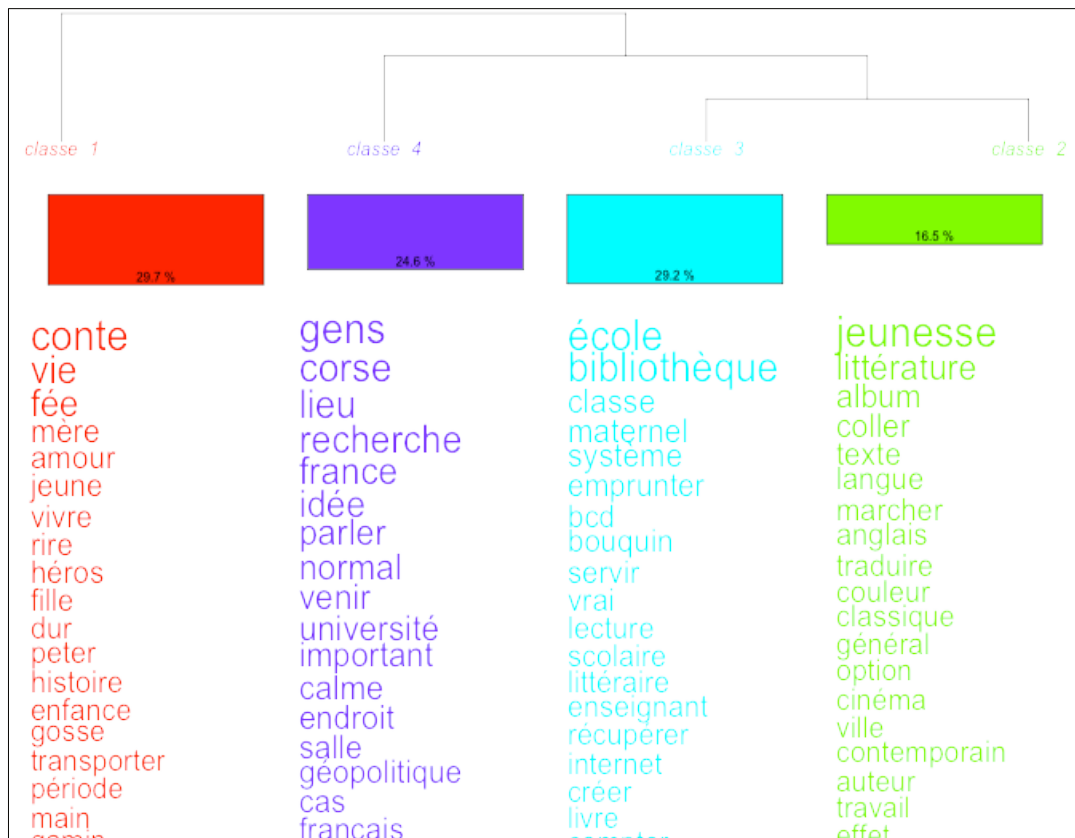 classe 1
classe 4
classe 3
classe 2
29.7 %
24.6 %
29.2 %
16.5 %
conte
vie
fée
mère
amour
jeune
vivre
rire
héros
fille
dur
peter
histoire
enfance
gosse
transporter
période
main
gamin
gens
corse
lieu
recherche
france
idée
parler
normal
venir
université
important
calme
endroit
salle
géopolitique
cas
français
école
bibliothèque
classe
maternel
système
emprunter
bcd
bouquin
servir
vrai
lecture
scolaire
littéraire
enseignant
récupérer
internet
créer
livre
jeunesse
littérature
album
coller
texte
langue
marcher
anglais
traduire
couleur
classique
général
option
cinéma
ville
contemporain
auteur
travail
effet